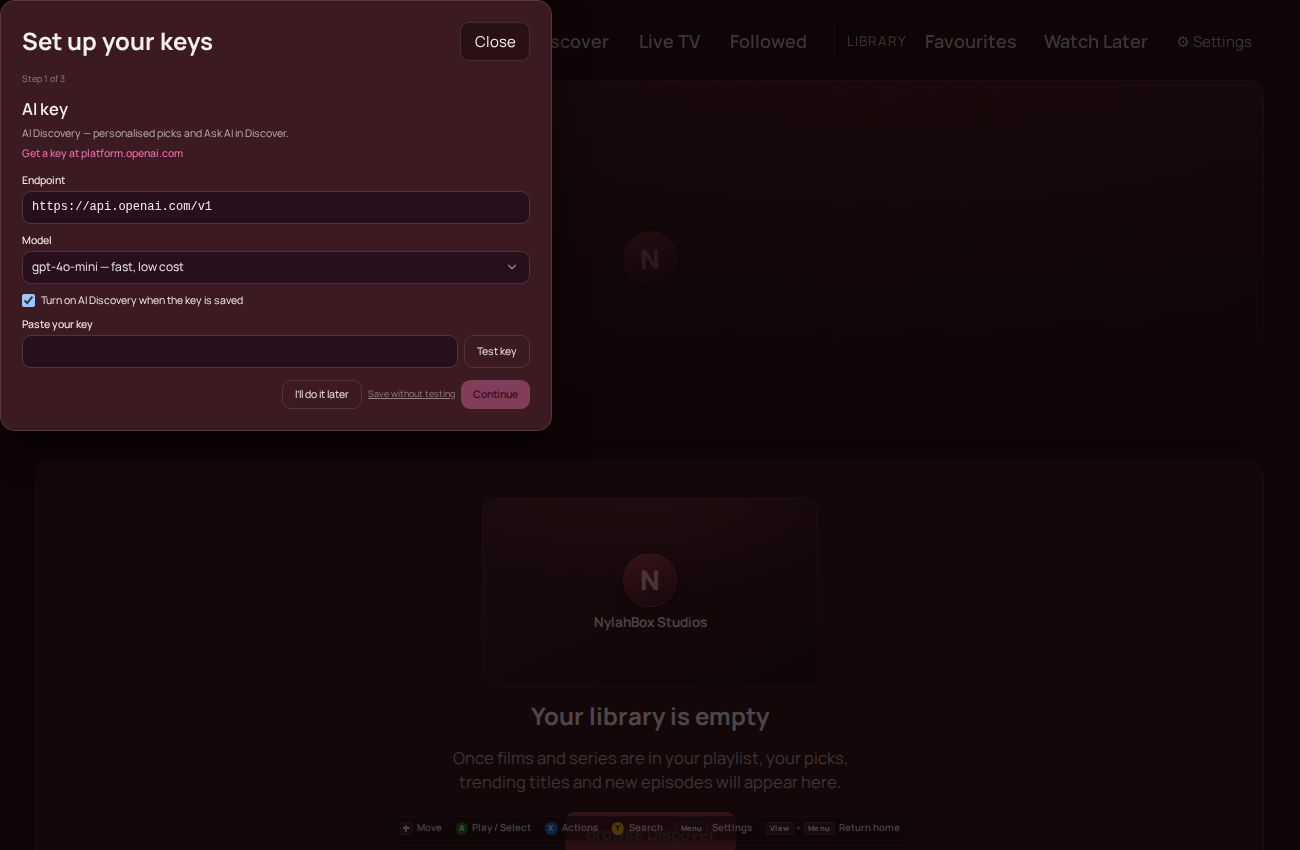 Set up your keys
Close
Step 1 of 3
AI key
AI Discovery — personalised picks and Ask AI in Discover.
Get a key at platform.openai.com
Endpoint
https://api.openai.com/v1
Model
gpt-4o-mini — fast, low cost
Turn on AI Discovery when the key is saved
Paste your key
Test key
I'll do it later
Save without testing
Continue
scover
Live TV
Followed
LIBRARY
Favourites
Watch Later
⚙ Settings
N
N
NylahBox Studios
Your library is empty
Once films and series are in your playlist, your picks,
trending titles and new episodes will appear here.
Browse Discover
Move A Play / Select X Actions Y Search Menu Settings View + Menu Return home